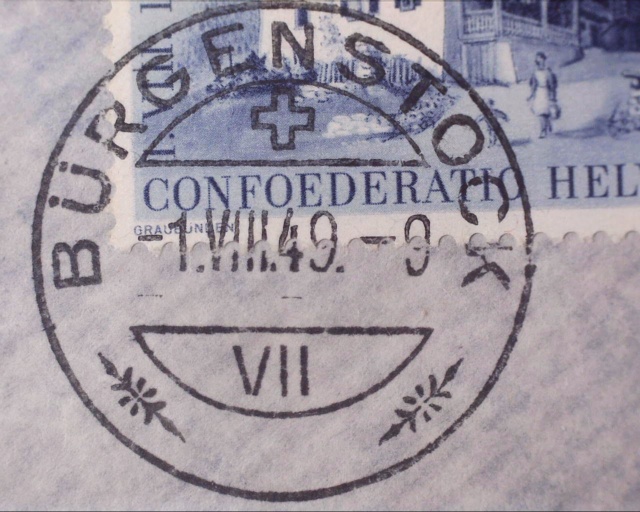 BÜRGENSTOCK
CONFOEDERATIO HEL
GRAUBÜNDEN
-1.VIII.49.-9
VII